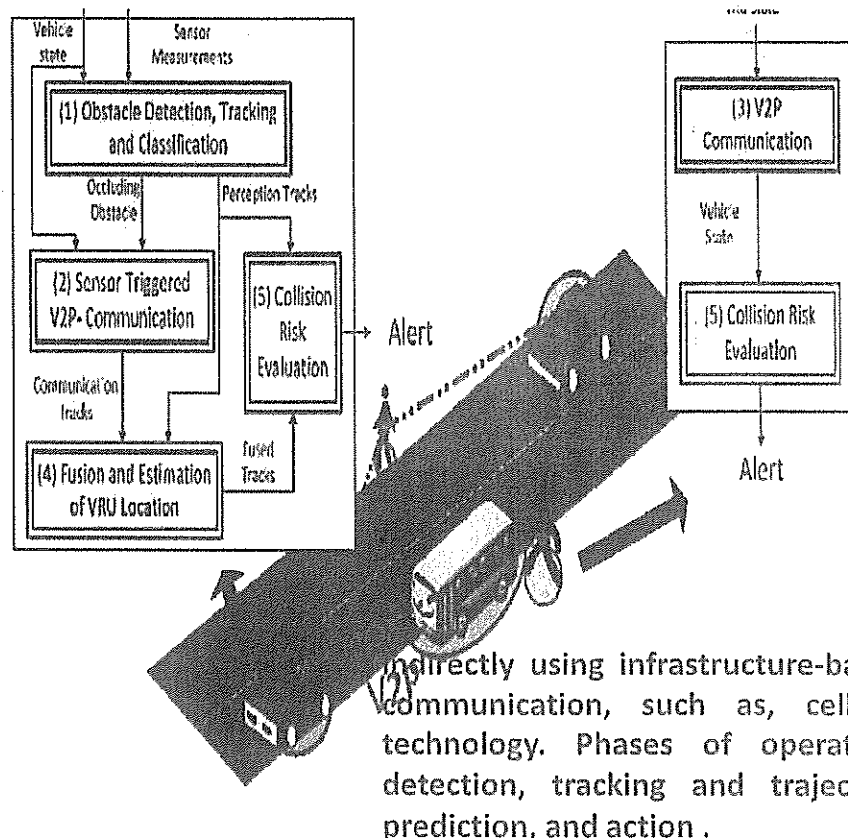 Vehicle
state
Sensor
Measurements
(1) Obstacle Detection, Tracking
and Classification
Occluding
Obstacle
Perception Tracks
(2) Sensor Triggered
V2P- Communication
(5) Collision
Risk
Evaluation
Alert
Communication
Tracks
Fused
Tracks
(4) Fusion and Estimation
of VRU Location
(3) V2P
Communication
Vehicle
State
(5) Collision Risk
Evaluation
Alert
(2)
Indirectly using infrastructure-ba
communication, such as, cell
technology. Phases of operat
detection, tracking and trajec
prediction, and action .